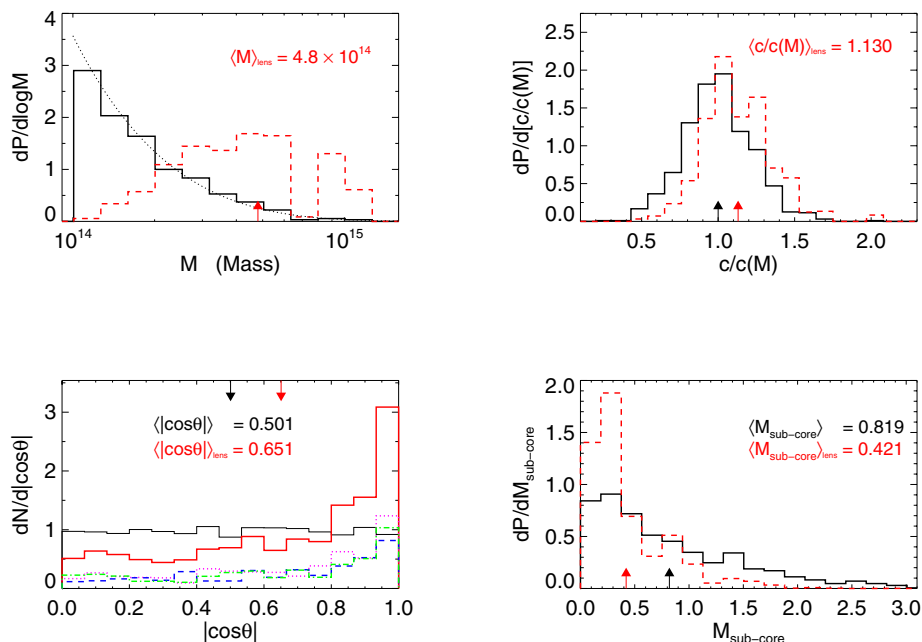 4
3
2
1
0
dP/dlogM
⟨M⟩lens = 4.8 × 10^14
10^14
10^15
M (Mass)
2.5
2.0
1.5
1.0
0.5
0.0
dP/d[c/c(M)]
⟨c/c(M)⟩lens = 1.130
0.5
1.0
1.5
2.0
c/c(M)
3
2
1
0
dN/d|cosθ|
⟨|cosθ|⟩ = 0.501
⟨|cosθ|⟩lens = 0.651
0.0
0.2
0.4
0.6
0.8
1.0
|cosθ|
2.0
1.5
1.0
0.5
0.0
dP/dMsub−core
⟨Msub−core⟩ = 0.819
⟨Msub−core⟩lens = 0.421
0.0
0.5
1.0
1.5
2.0
2.5
3.0
Msub−core